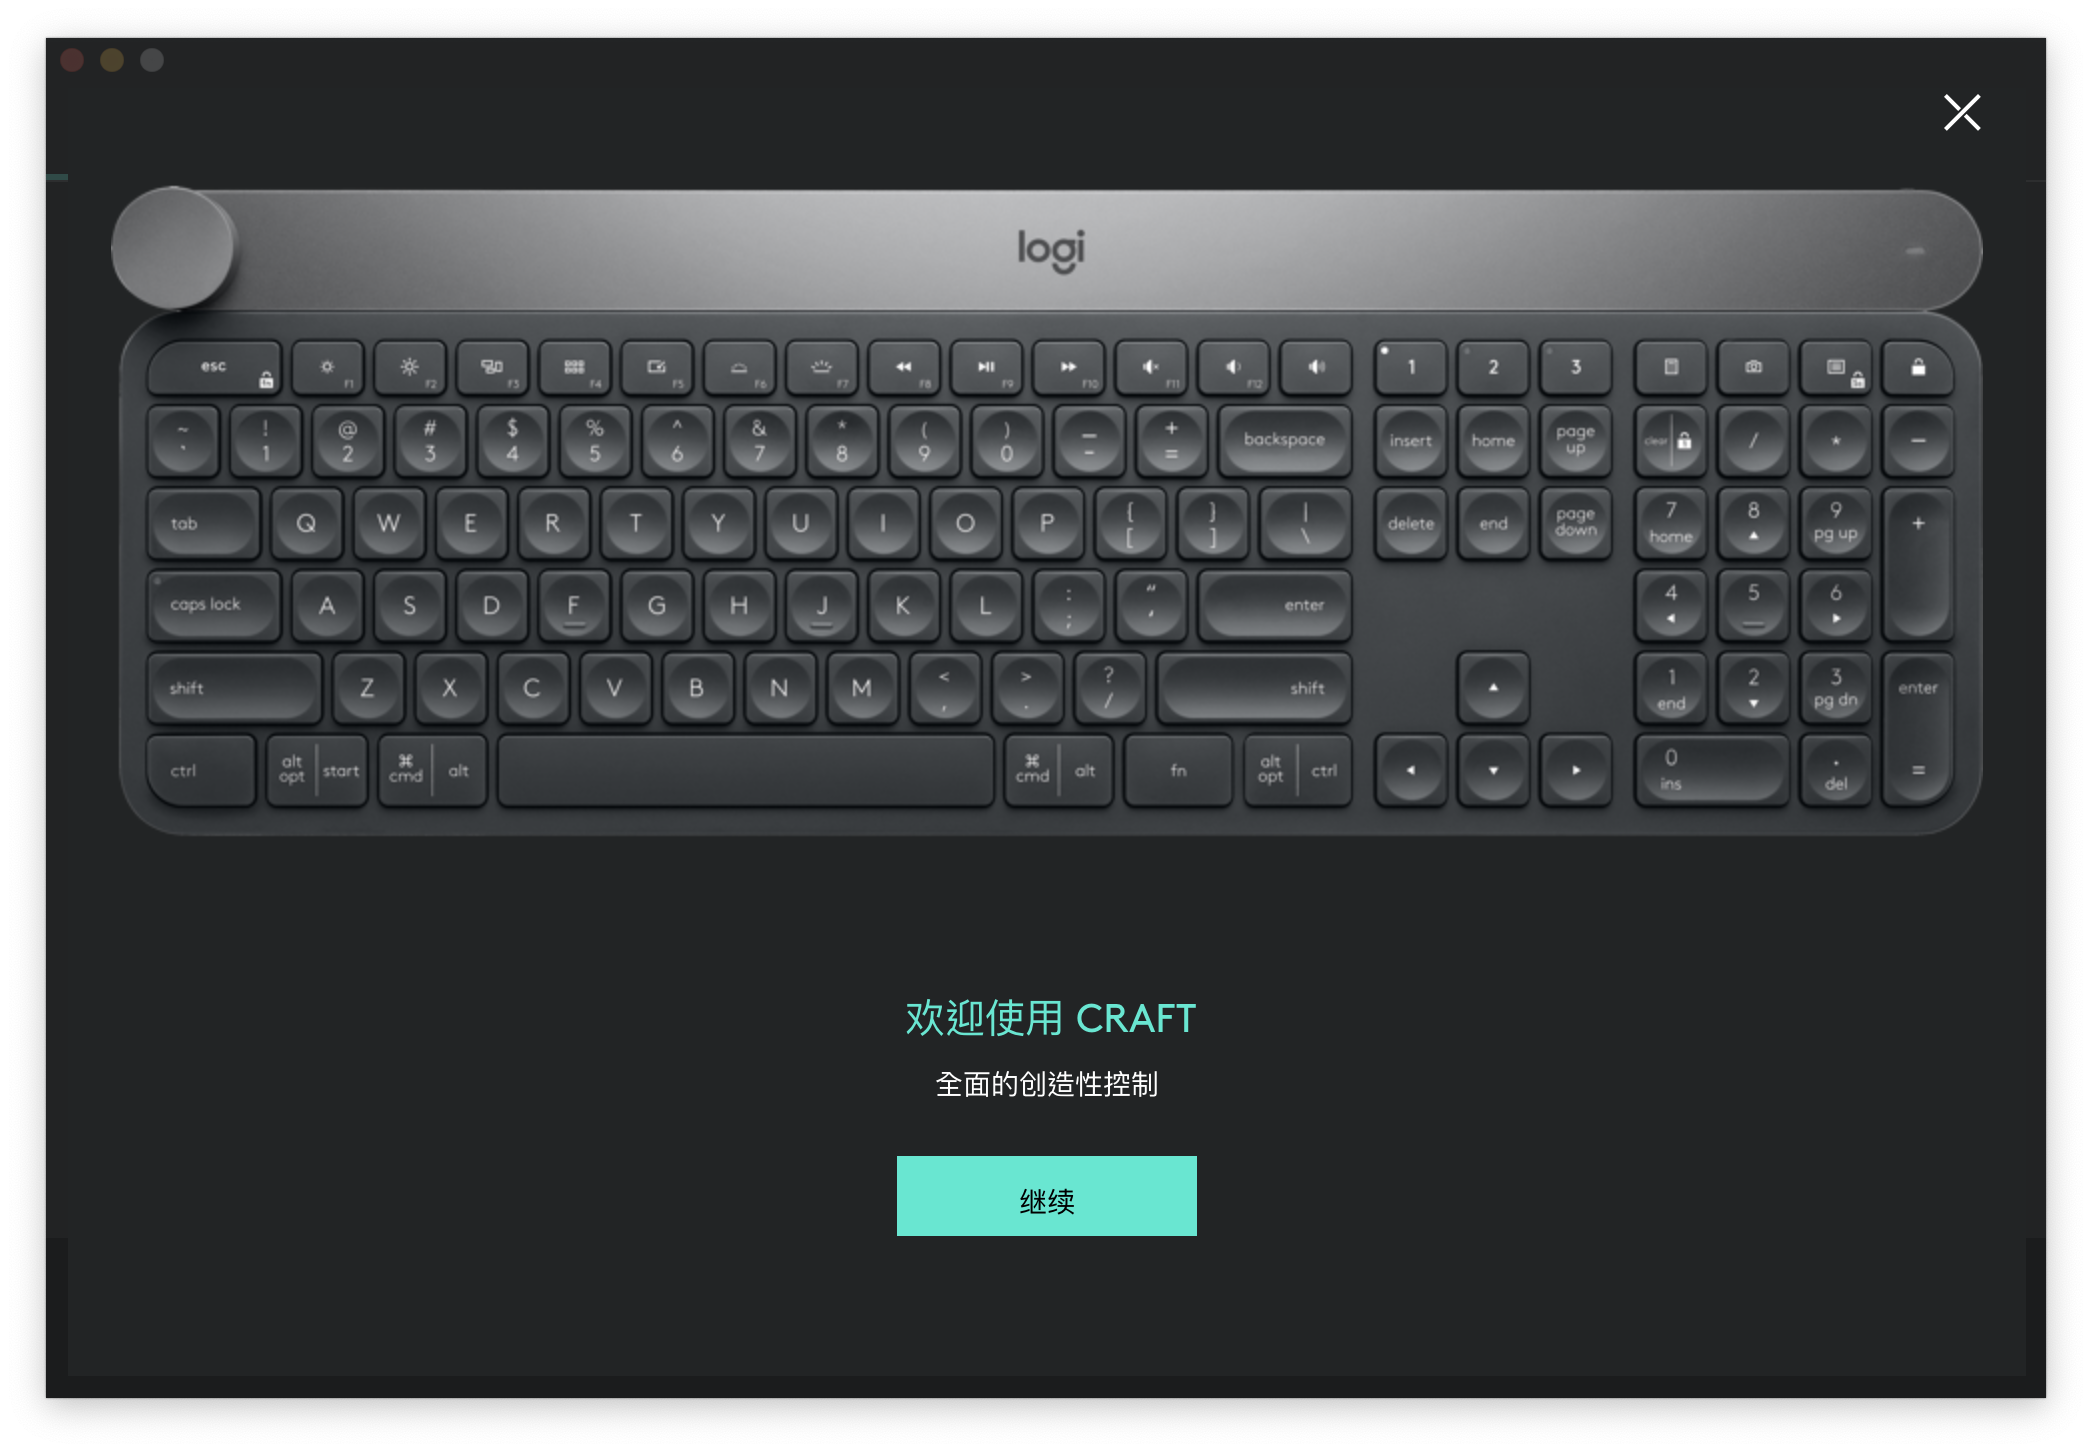 logi
esc F1 F2 F3 F4 F5 F6 F7 F8 F9 F10 F11 F12 1 2 3
~ ! @ # $ % ^ & * ( ) _ +
` 1 2 3 4 5 6 7 8 9 0 - = backspace insert home page up clear / * -
tab Q W E R T Y U I O P { [ } ] | \ delete end page down 7 home 8 9 pg up +
caps lock A S D F G H J K L : ; " ' enter 4 5 6
shift Z X C V B N M < , > . ? / shift 1 end 2 3 pg dn enter
ctrl alt opt start ⌘ cmd alt ⌘ cmd alt fn alt opt ctrl 0 ins . del =
欢迎使用 CRAFT
全面的创造性控制
继续